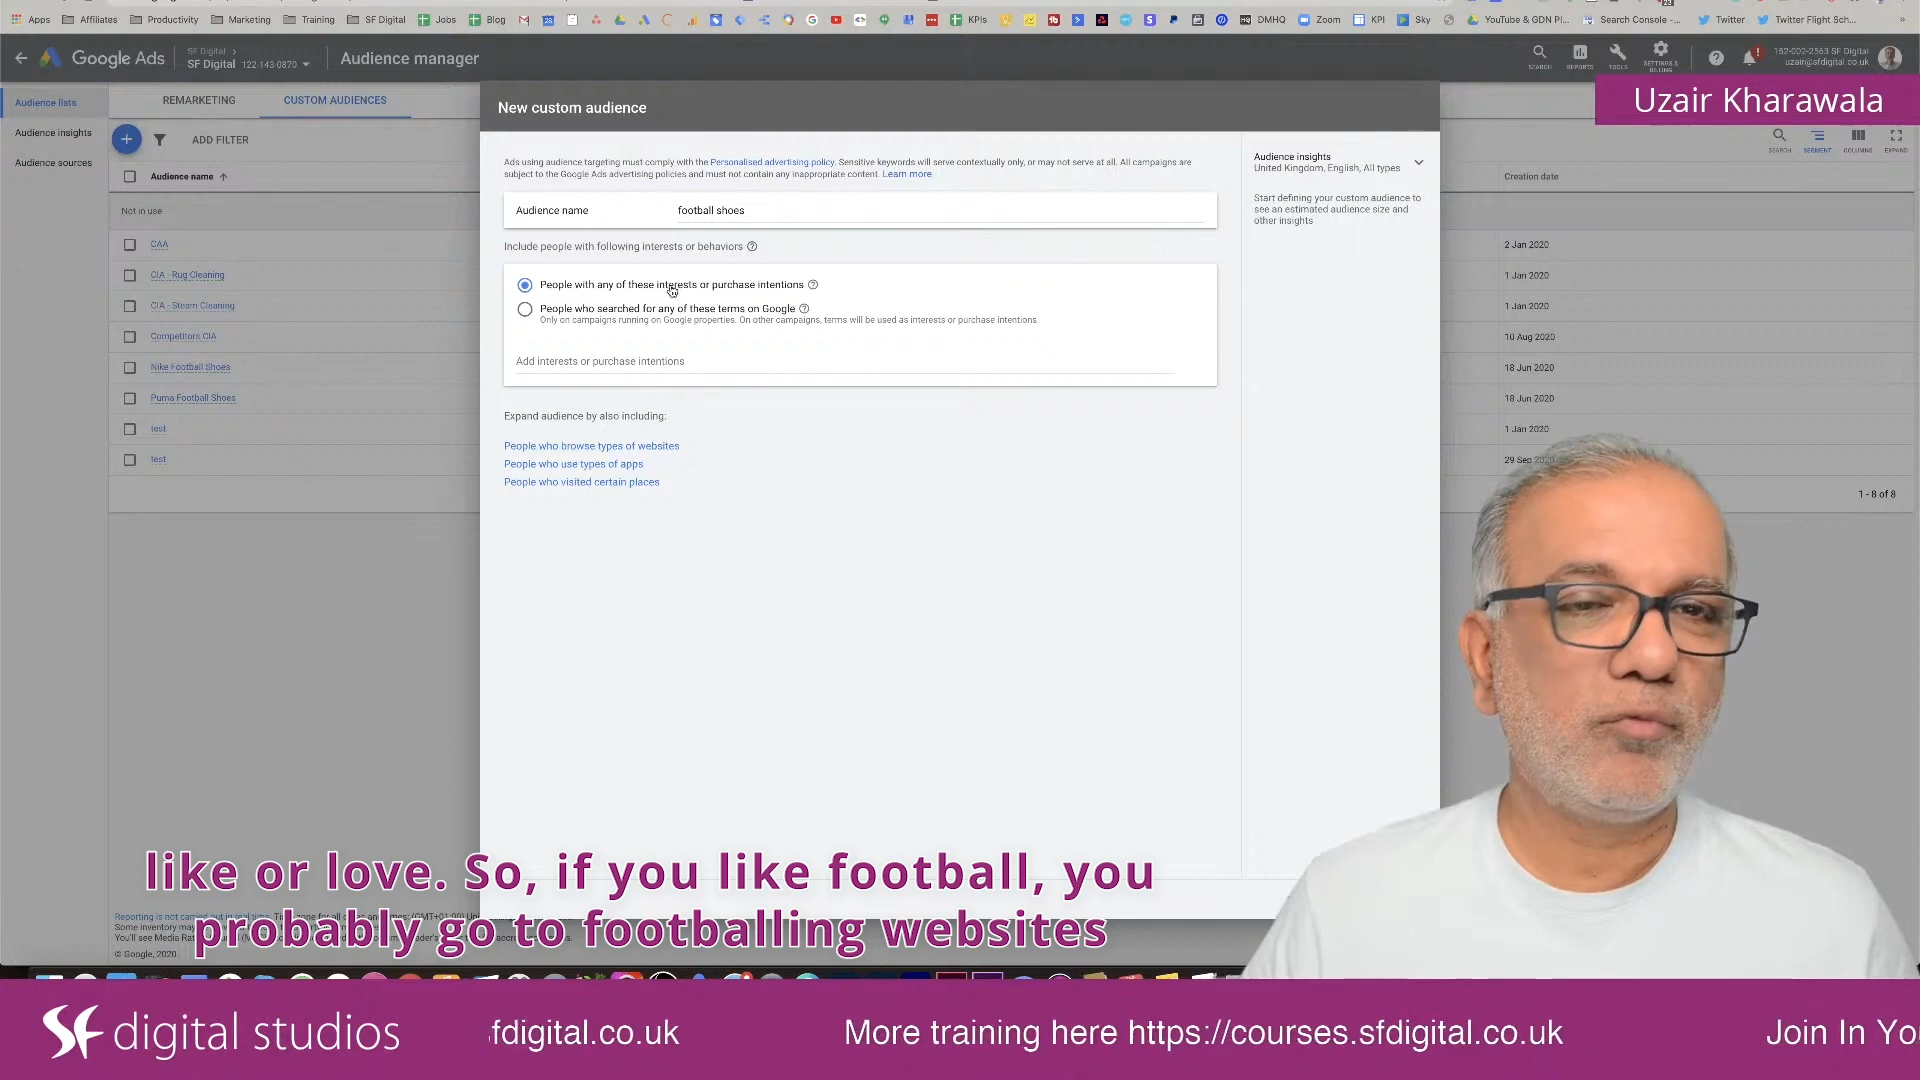 Apps Affiliates Productivity Marketing Training SF Digital Jobs Blog KPIs DMHQ Zoom KPI Sky YouTube & GDN Pl... Search Console -... Twitter Twitter Flight Sch... »
Google Ads
SF Digital
SF Digital 122-143-0870
Audience manager
SEARCH REPORTS TOOLS SETTINGS & BILLING
152-002-2563 SF Digital
uzair@sfdigital.co.uk
Uzair Kharawala
Audience lists
Audience insights
Audience sources
REMARKETING CUSTOM AUDIENCES
ADD FILTER
SEARCH SEGMENT COLUMNS EXPAND
Audience name
Creation date
Not in use
CAA 2 Jan 2020
CIA - Rug Cleaning 1 Jan 2020
CIA - Steam Cleaning 1 Jan 2020
Competitors CIA 10 Aug 2020
Nike Football Shoes 18 Jun 2020
Puma Football Shoes 18 Jun 2020
test 1 Jan 2020
test 29 Sep 2020
1 - 8 of 8
New custom audience
Ads using audience targeting must comply with the Personalised advertising policy. Sensitive keywords will serve contextually only, or may not serve at all. All campaigns are
subject to the Google Ads advertising policies and must not contain any inappropriate content. Learn more
Audience name football shoes
Include people with following interests or behaviors
People with any of these interests or purchase intentions
People who searched for any of these terms on Google
Only on campaigns running on Google properties. On other campaigns, terms will be used as interests or purchase intentions.
Add interests or purchase intentions
Expand audience by also including:
People who browse types of websites
People who use types of apps
People who visited certain places
Audience insights
United Kingdom, English, All types
Start defining your custom audience to
see an estimated audience size and
other insights
like or love. So, if you like football, you
probably go to footballing websites
Reporting is not carried out in real time.
Some inventory may
You'll see Media Rat
© Google, 2020.
SF digital studios
fdigital.co.uk
More training here https://courses.sfdigital.co.uk
Join In Yo